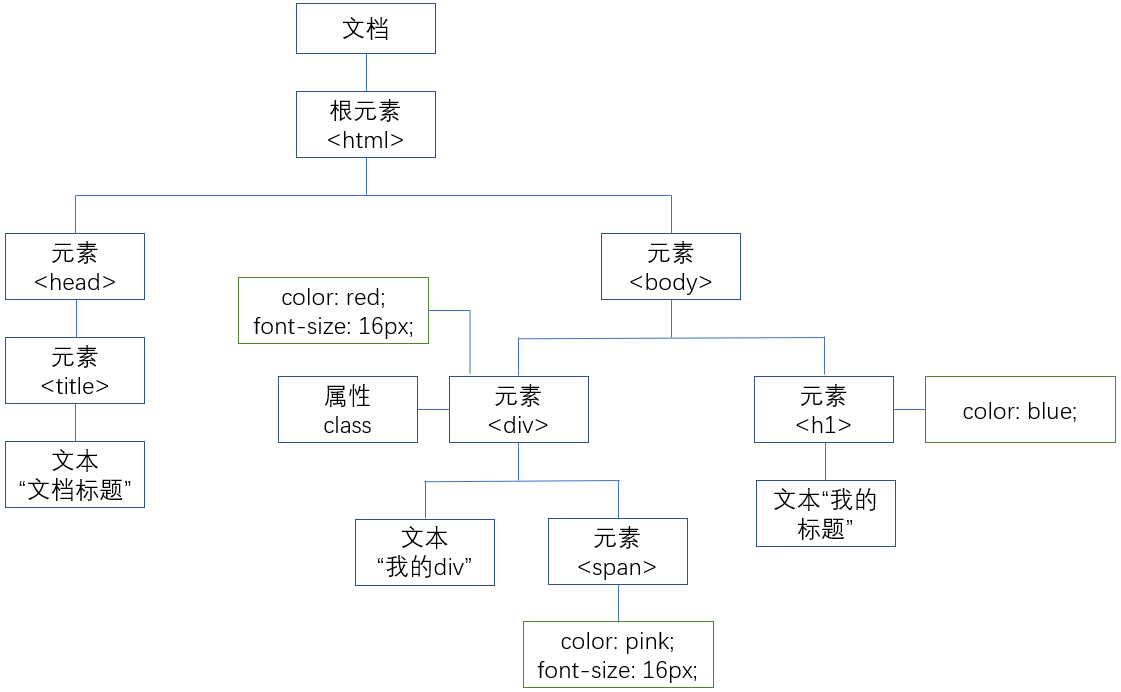 文档
根元素
<html>
元素
<head>
元素
<body>
color: red;
font-size: 16px;
元素
<title>
属性
class
元素
<div>
元素
<h1>
color: blue;
文本
“文档标题”
文本“我的
标题”
文本
“我的div”
元素
<span>
color: pink;
font-size: 16px;